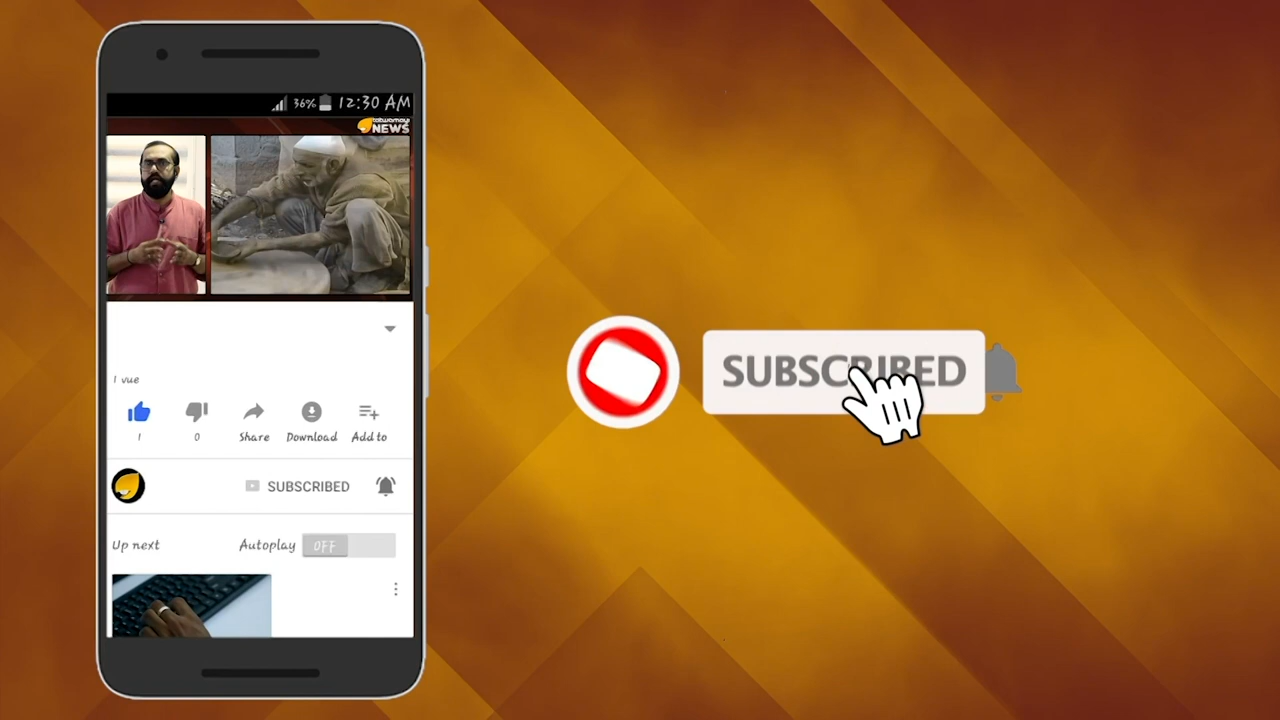 36% 12:30 AM
tatwamayi
NEWS
1 vue
1
0
Share
Download
Add to
SUBSCRIBED
Up next
Autoplay
OFF
SUBSCRIBED